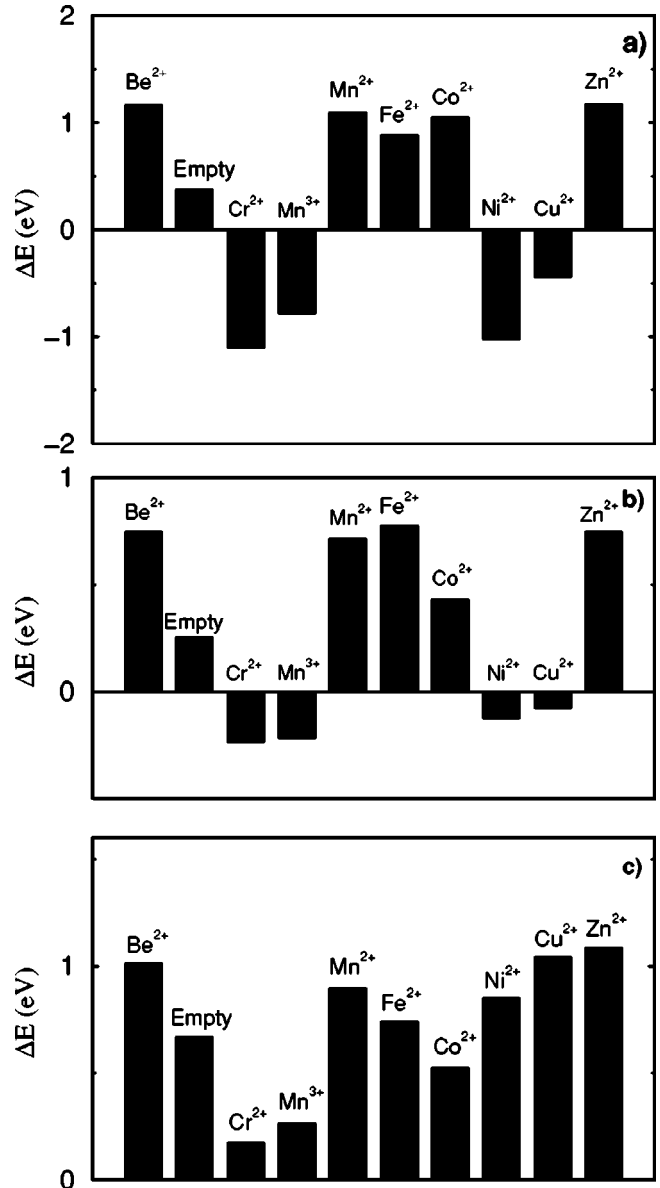 2
a)
Be²⁺
Empty
Cr²⁺
Mn³⁺
Mn²⁺
Fe²⁺
Co²⁺
Ni²⁺
Cu²⁺
Zn²⁺
1
0
−1
−2
ΔE (eV)
1
b)
Be²⁺
Empty
Cr²⁺
Mn³⁺
Mn²⁺
Fe²⁺
Co²⁺
Ni²⁺
Cu²⁺
Zn²⁺
0
ΔE (eV)
c)
Be²⁺
Empty
Cr²⁺
Mn³⁺
Mn²⁺
Fe²⁺
Co²⁺
Ni²⁺
Cu²⁺
Zn²⁺
1
0
ΔE (eV)